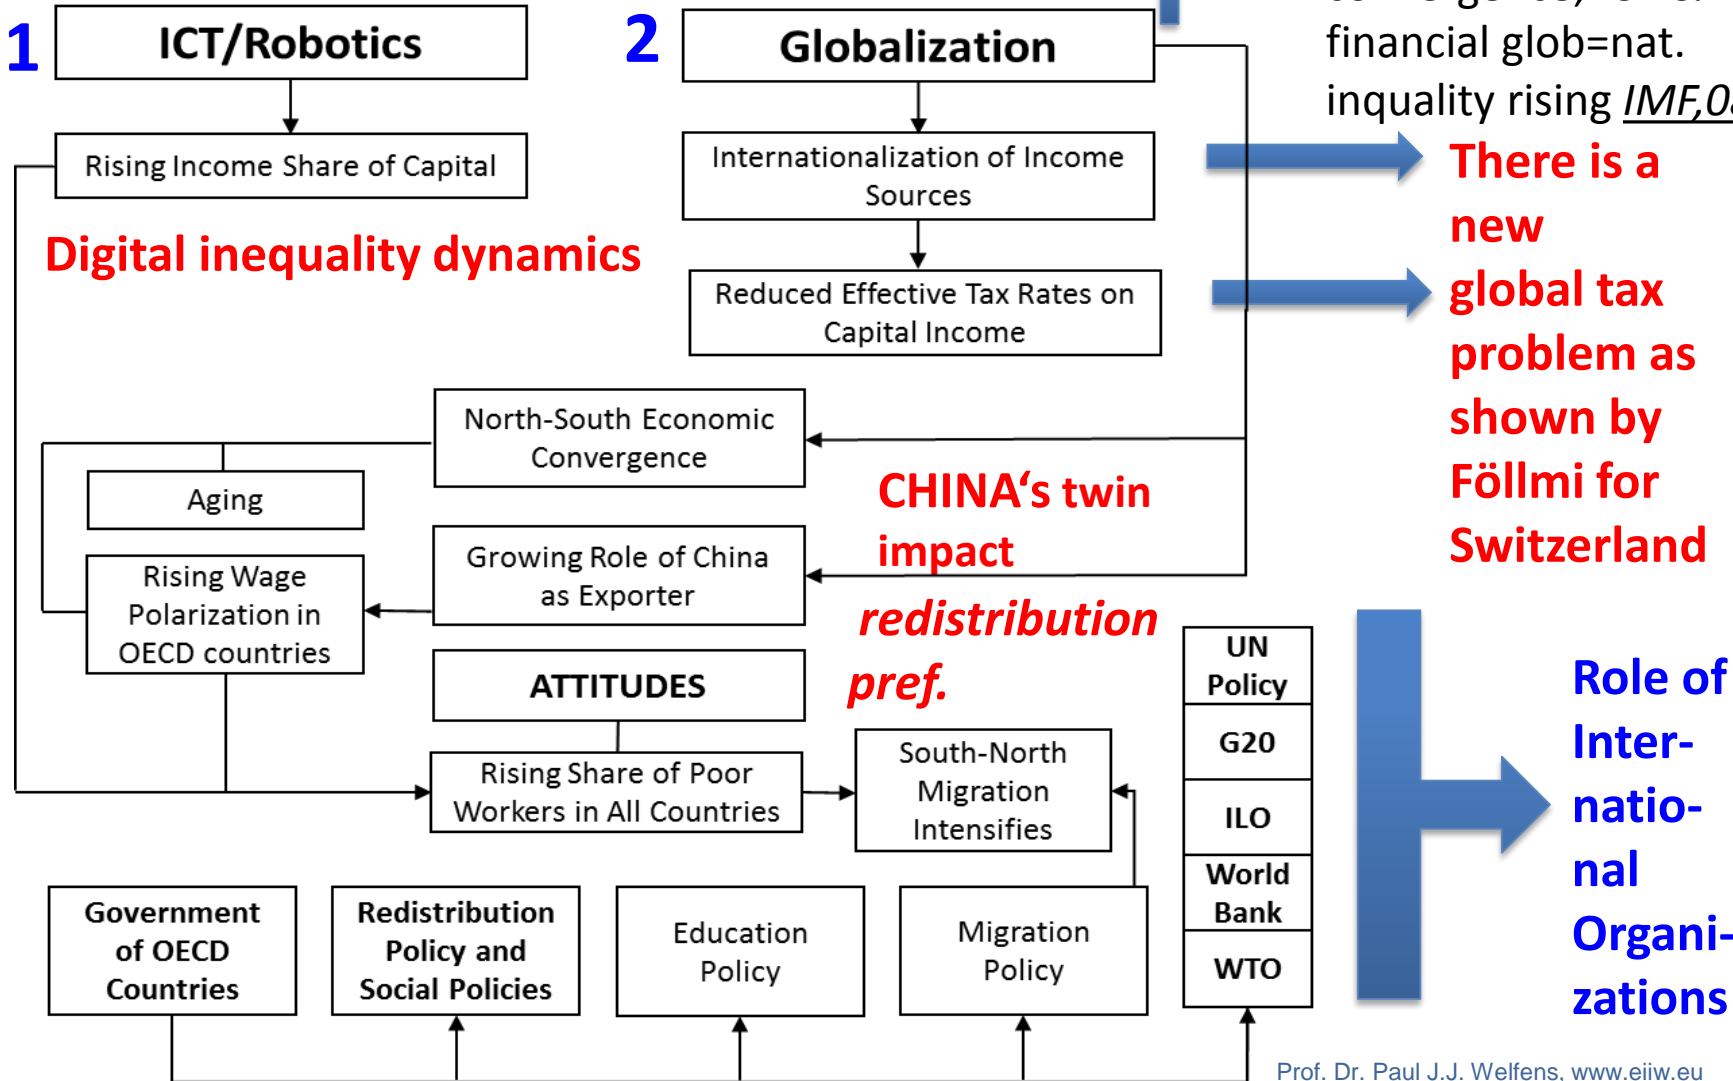 1
ICT/Robotics
Rising Income Share of Capital
Digital inequality dynamics
2
Globalization
Internationalization of Income
Sources
Reduced Effective Tax Rates on
Capital Income
financial glob=nat.
inquality rising
There is a
new
global tax
problem as
shown by
Föllmi for
Switzerland
North-South Economic
Convergence
Aging
CHINA‘s twin
impact
Growing Role of China
as Exporter
Rising Wage
Polarization in
OECD countries
redistribution
pref.
ATTITUDES
Rising Share of Poor
Workers in All Countries
South-North
Migration
Intensifies
UN
Policy
G20
ILO
World
Bank
WTO
Role of
Inter-
natio-
nal
Organi-
zations
Government
of OECD
Countries
Redistribution
Policy and
Social Policies
Education
Policy
Migration
Policy
Prof. Dr. Paul J.J. Welfens, www.eiiw.eu